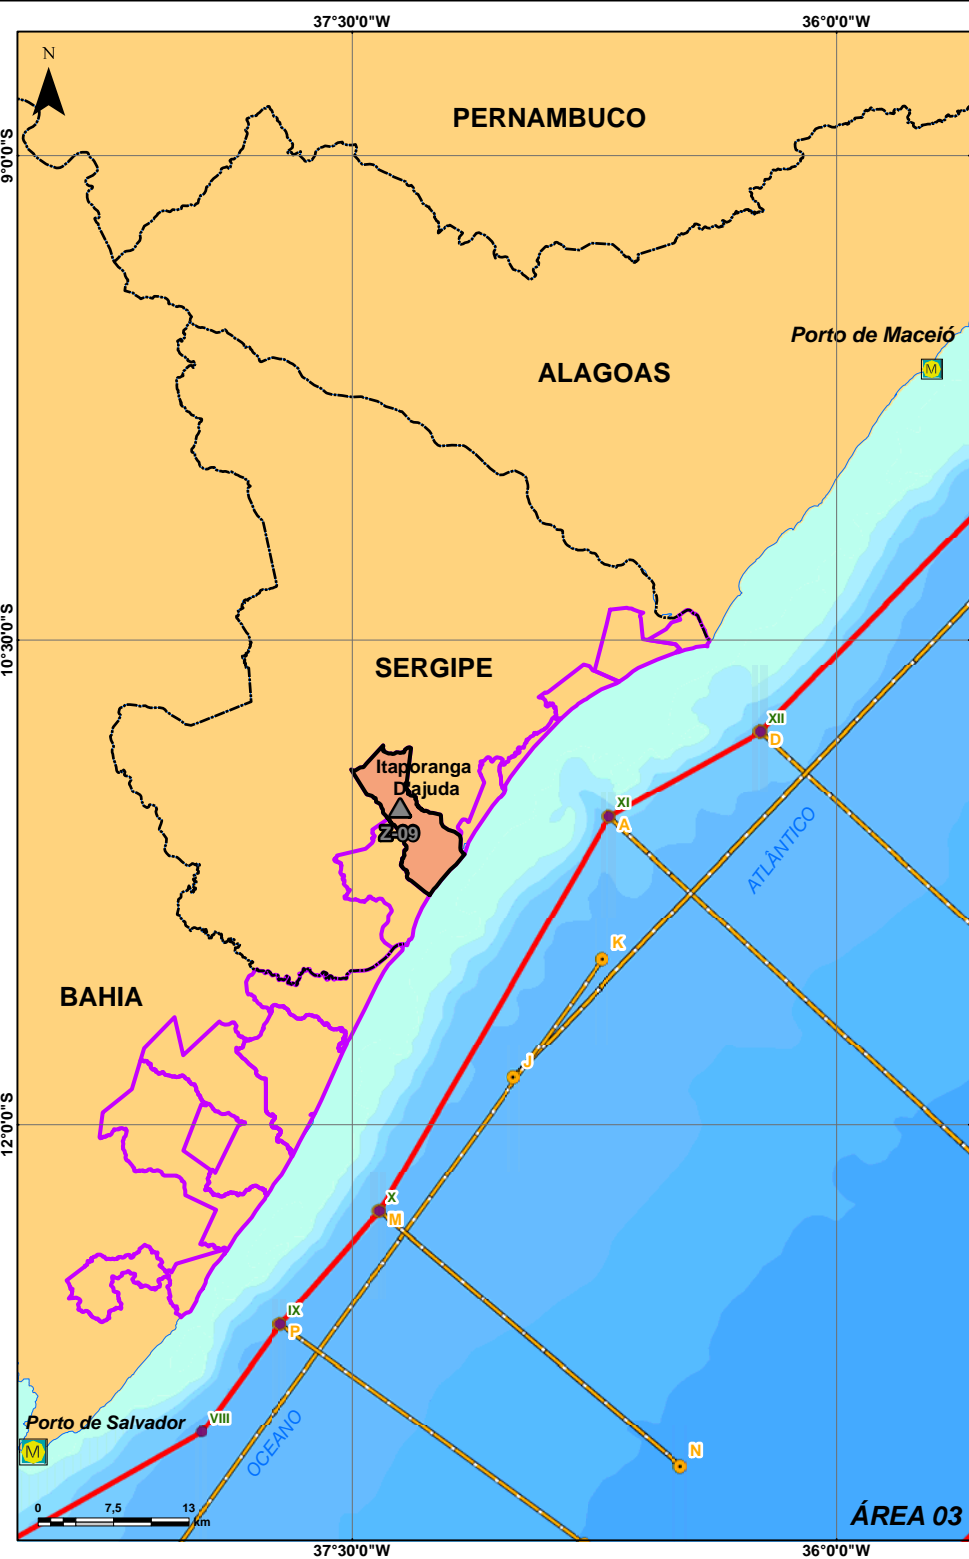 37°30'0"W
36°0'0"W
N
PERNAMBUCO
9°0'0"S
Porto de Maceió
M
ALAGOAS
10°30'0"S
SERGIPE
XII
D
Itaporanga
D'ajuda
Z-09
XI
A
ATLÂNTICO
K
BAHIA
J
12°0'0"S
X
M
IX
P
VIII
Porto de Salvador
M
OCEANO
N
0 7,5 13
km
ÁREA 03
37°30'0"W
36°0'0"W